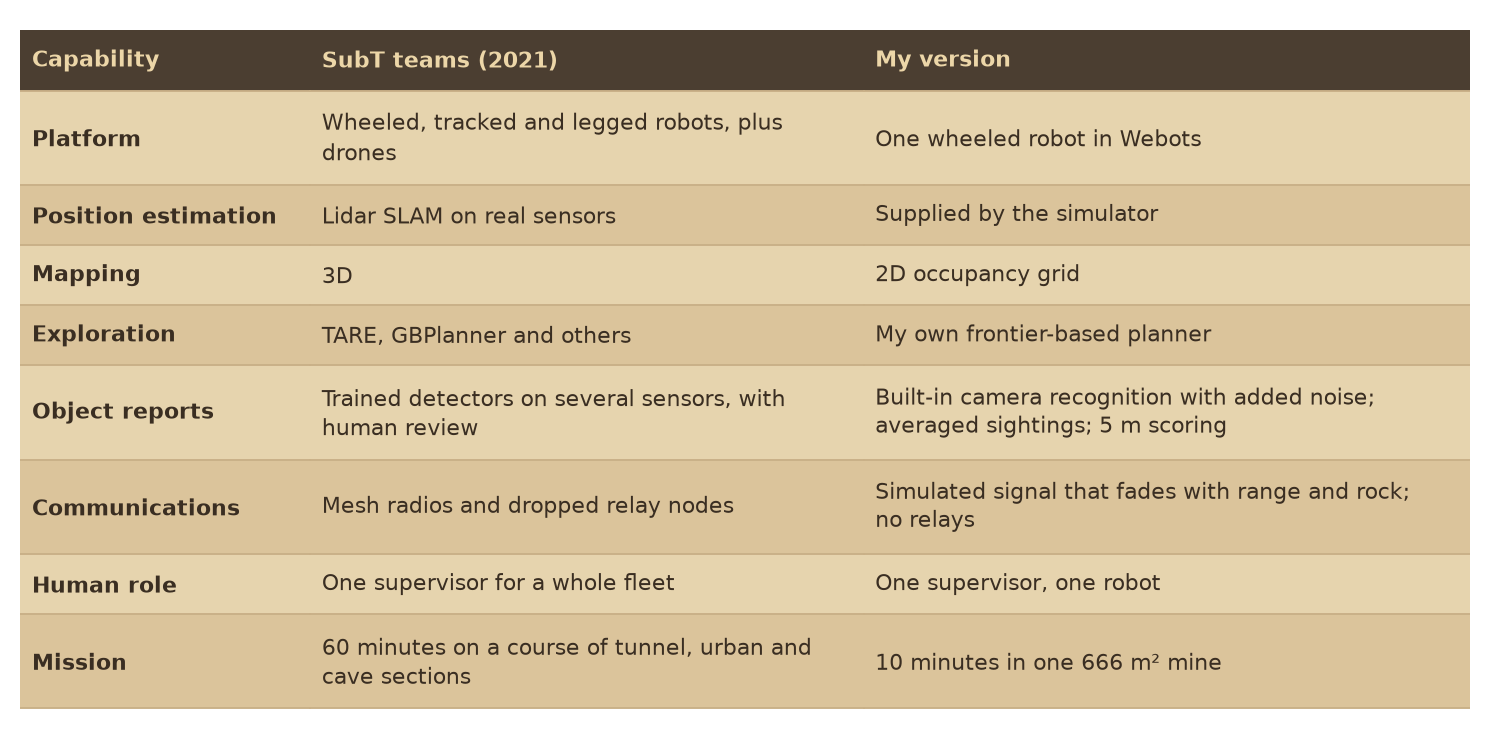 Capability SubT teams (2021) My version
Platform Wheeled, tracked and legged robots, plus drones One wheeled robot in Webots
Position estimation Lidar SLAM on real sensors Supplied by the simulator
Mapping 3D 2D occupancy grid
Exploration TARE, GBPlanner and others My own frontier-based planner
Object reports Trained detectors on several sensors, with human review Built-in camera recognition with added noise; averaged sightings; 5 m scoring
Communications Mesh radios and dropped relay nodes Simulated signal that fades with range and rock; no relays
Human role One supervisor for a whole fleet One supervisor, one robot
Mission 60 minutes on a course of tunnel, urban and cave sections 10 minutes in one 666 m² mine